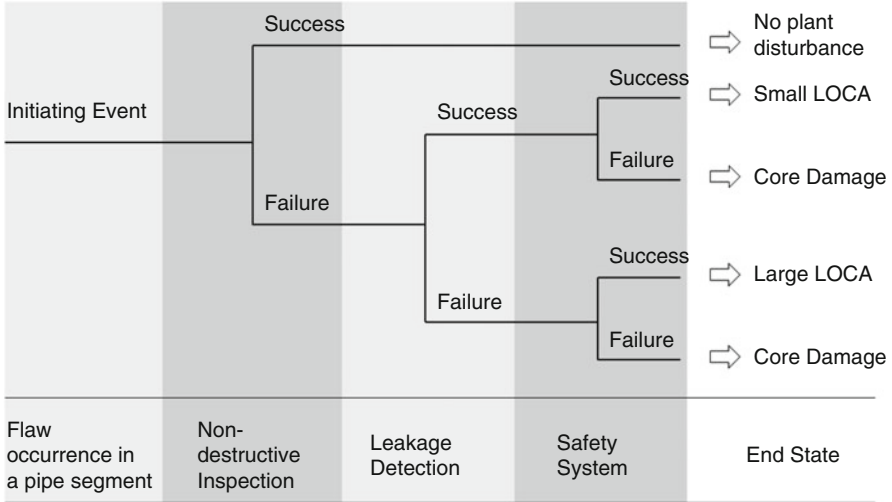 Success
No plant
disturbance
Success
Small LOCA
Initiating Event
Success
Failure
Core Damage
Failure
Success
Large LOCA
Failure
Failure
Core Damage
Flaw
occurrence in
a pipe segment
Non-
destructive
Inspection
Leakage
Detection
Safety
System
End State